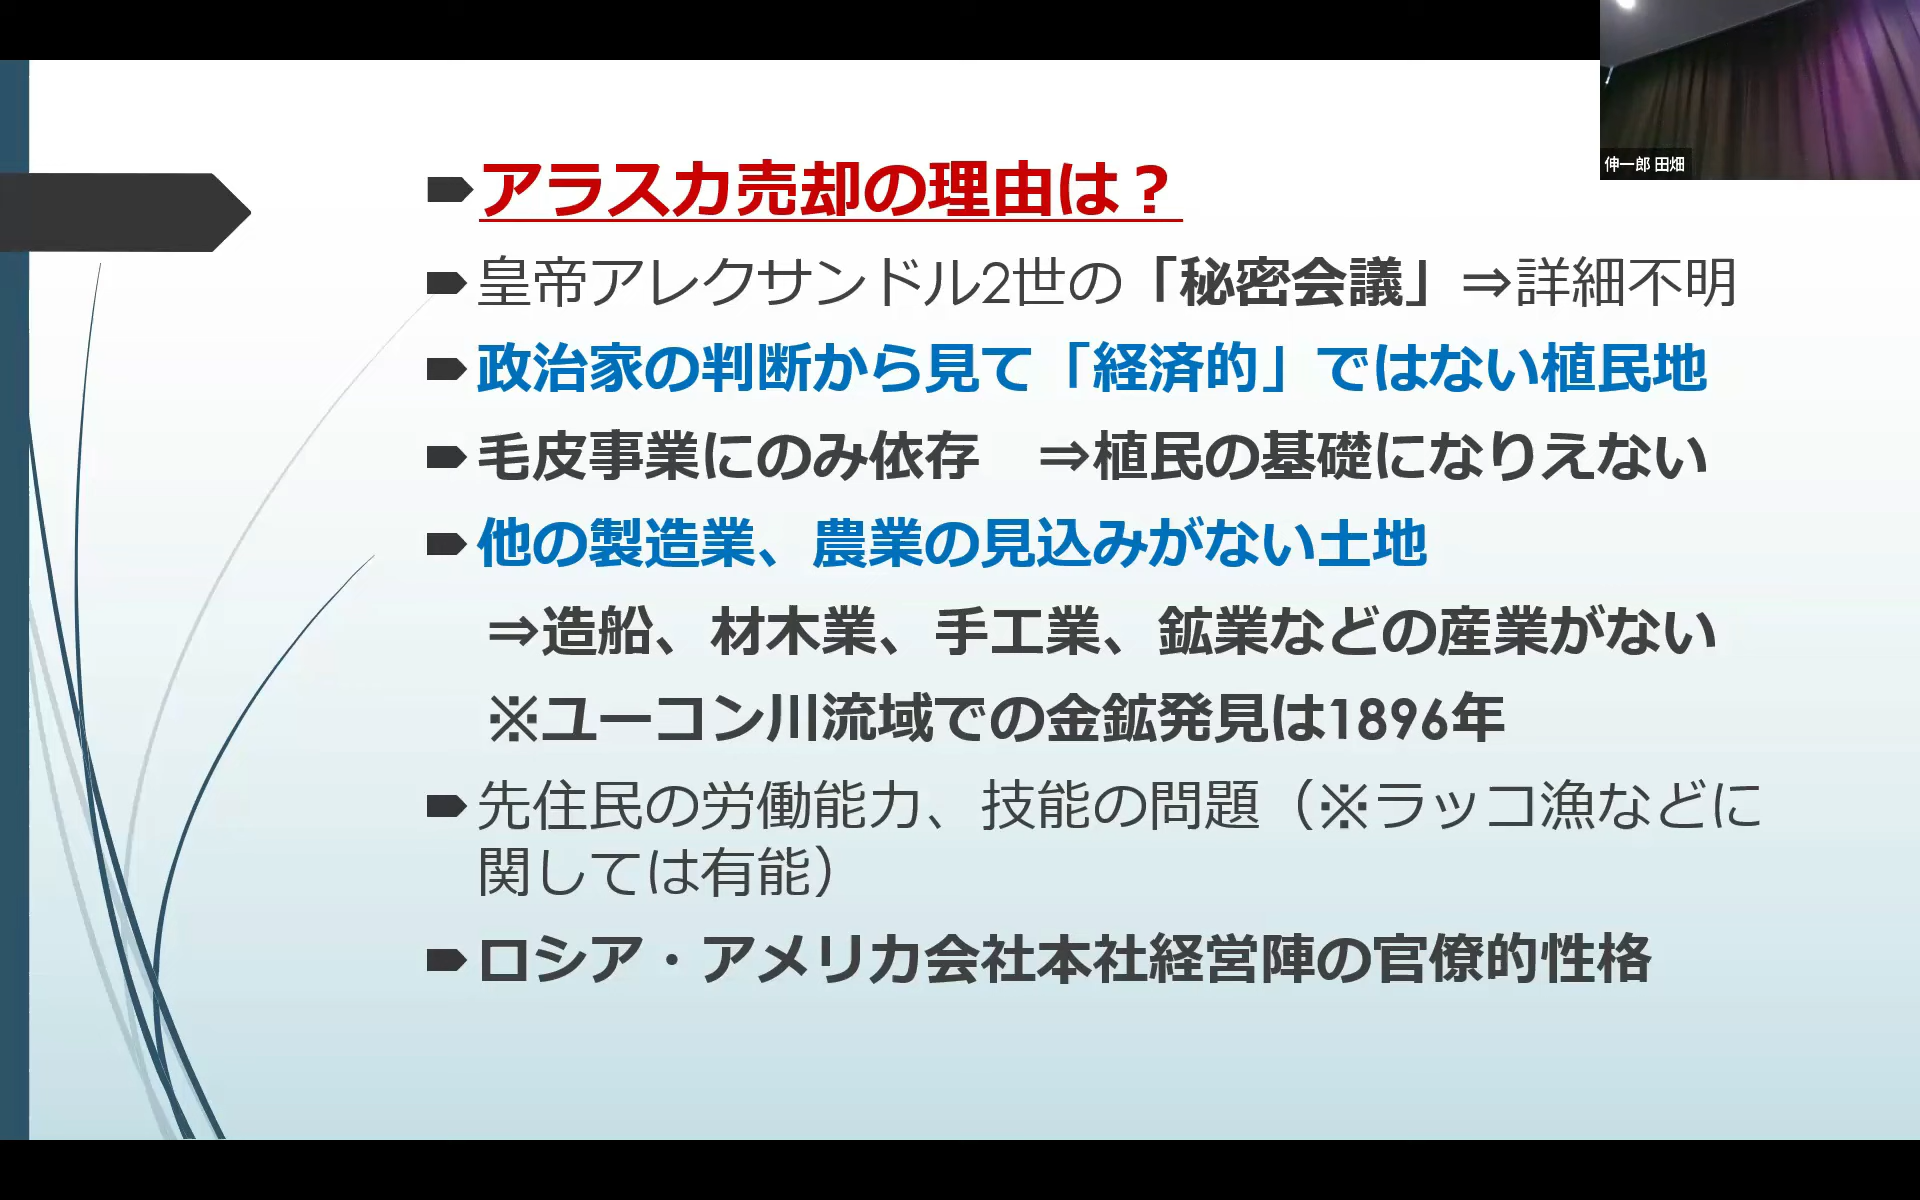 伸一郎 田畑
アラスカ売却の理由は？
皇帝アレクサンドル2世の「秘密会議」⇒詳細不明
政治家の判断から見て「経済的」ではない植民地
毛皮事業にのみ依存　⇒植民の基礎になりえない
他の製造業、農業の見込みがない土地
⇒造船、材木業、手工業、鉱業などの産業がない
※ユーコン川流域での金鉱発見は1896年
先住民の労働能力、技能の問題（※ラッコ漁などに
関しては有能）
ロシア・アメリカ会社本社経営陣の官僚的性格